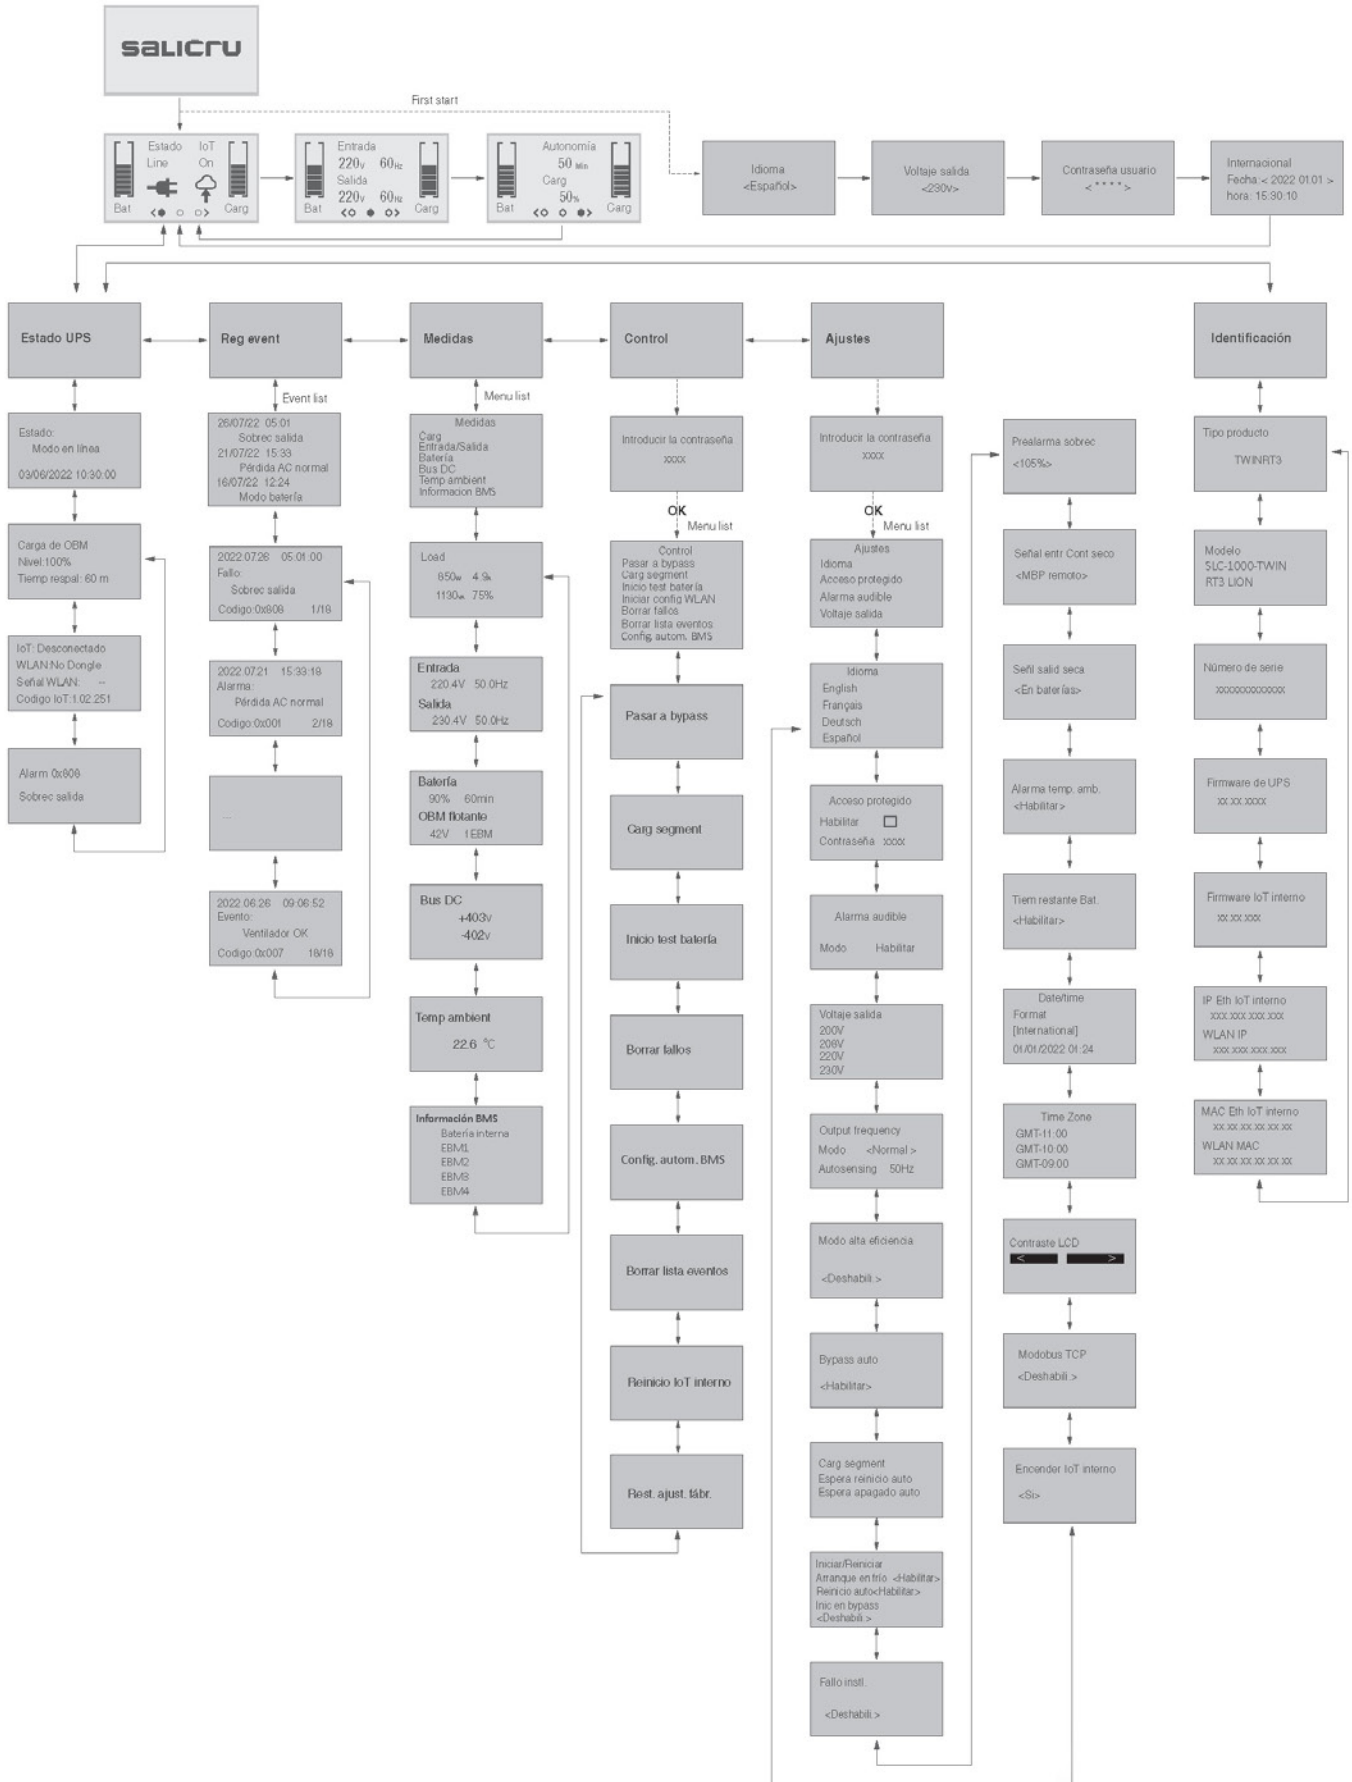 salicru
First start
Estado IoT
Line On
Bat Carg
Entrada
220v 60Hz
Salida
220v 60Hz
Bat Carg
Autonomía
50 Min
Carg
50%
Bat Carg
Idioma
<Español>
Voltaje salida
<230V>
Contraseña usuario
<****>
Internacional
Fecha:< 2022 01.01 >
hora: 15:30:10
Estado UPS
Estado:
Modo en línea
03/06/2022 10:30:00
Carga de OBM
Nivel:100%
Tiemp respal: 60 m
IoT: Desconectado
WLAN:No Dongle
Señal WLAN: --
Codigo IoT:1.02.251
Alarm 0x808
Sobrec salida
Reg event
Event list
26/07/22 05:01
Sobrec salida
21/07/22 15:33
Pérdida AC normal
16/07/22 12:24
Modo batería
2022.07.26 05:01:00
Fallo:
Sobrec salida
Codigo:0x808 1/18
2022.07.21 15:33:18
Alarma:
Pérdida AC normal
Codigo:0x001 2/18
...
2022.06.26 09:06:52
Evento:
Ventilador OK
Codigo:0x007 18/18
Medidas
Menu list
Medidas
Carg
Entrada/Salida
Batería
Bus DC
Temp ambient
Informacion BMS
Load
850w 4.9A
1130VA 75%
Entrada
220.4V 50.0Hz
Salida
230.4V 50.0Hz
Batería
90% 60min
OBM flotante
42V 1EBM
Bus DC
+403v
-402v
Temp ambient
22.6 °C
Información BMS
Batería interna
EBM1
EBM2
EBM3
EBM4
Control
Introducir la contraseña
xxxx
OK
Menu list
Control
Pasar a bypass
Carg segment
Inicio test batería
Iniciar config WLAN
Borrar fallos
Borrar lista eventos
Config. autom. BMS
Pasar a bypass
Carg segment
Inicio test batería
Borrar fallos
Config. autom. BMS
Borrar lista eventos
Reinicio IoT interno
Rest. ajust. fábr.
Ajustes
Introducir la contraseña
xxxx
OK
Menu list
Ajustes
Idioma
Acceso protegido
Alarma audible
Voltaje salida
Idioma
English
Français
Deutsch
Español
Acceso protegido
Habilitar
Contraseña xxxx
Alarma audible
Modo Habilitar
Voltaje salida
200V
208V
220V
230V
Output frequency
Modo <Normal >
Autosensing 50Hz
Modo alta eficiencia
<Deshabili.>
Bypass auto
<Habilitar>
Carg segment
Espera reinicio auto
Espera apagado auto
Iniciar/Reiniciar
Arranque en frío <Habilitar>
Reinicio auto<Habilitar>
Inic en bypass
<Deshabili.>
Fallo instl.
<Deshabili.>
Prealarma sobrec
<105%>
Señal entr Cont seco
<MBP remoto>
Señl salid seca
<En baterías>
Alarma temp. amb.
<Habilitar>
Tiem restante Bat.
<Habilitar>
Date/time
Format
[International]
01/01/2022 01:24
Time Zone
GMT-11:00
GMT-10:00
GMT-09:00
Contraste LCD
< >
Modobus TCP
<Deshabili.>
Encender IoT interno
<Si>
Identificación
Tipo producto
TWINRT3
Modelo
SLC-1000-TWIN
RT3 LION
Número de serie
xxxxxxxxxxxxx
Firmware de UPS
xx.xx.xxxx
Firmware IoT interno
xx.xx.xxx
IP Eth IoT interno
xxx.xxx.xxx.xxx
WLAN IP
xxx.xxx.xxx.xxx
MAC Eth IoT interno
xx.xx.xx.xx.xx.xx
WLAN MAC
xx.xx.xx.xx.xx.xx